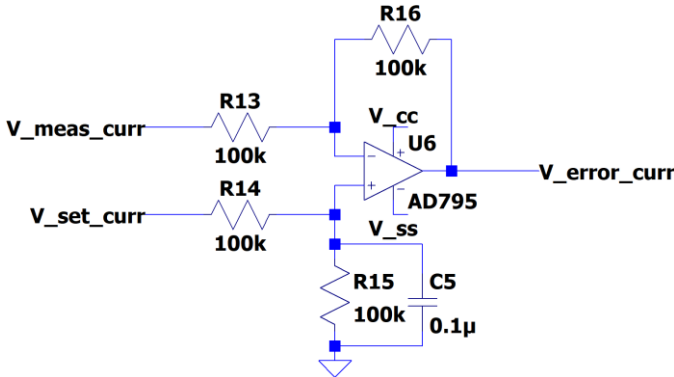 R16
100k
R13
V_cc
V_meas_curr
U6
100k
R14
V_error_curr
AD795
V_set_curr
V_ss
100k
R15
C5
100k
0.1µ